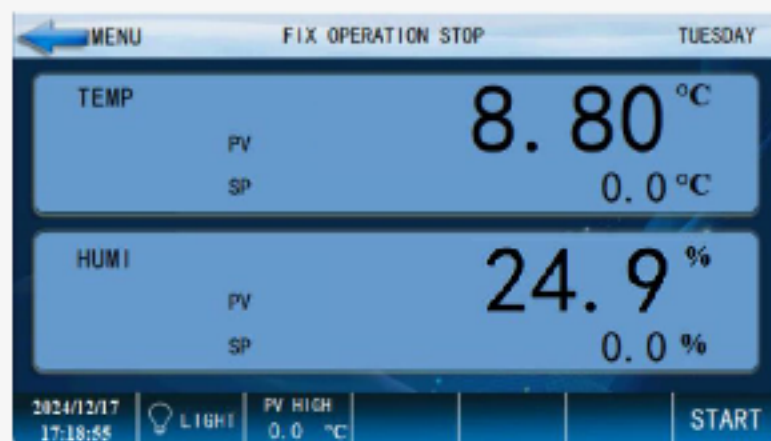 MENU FIX OPERATION STOP TUESDAY
TEMP 8.80 °C
PV
SP 0.0 °C
HUMI 24.9 %
PV
SP 0.0 %
2024/12/17 LIGHT PV HIGH START
17:18:55 0.0 °C